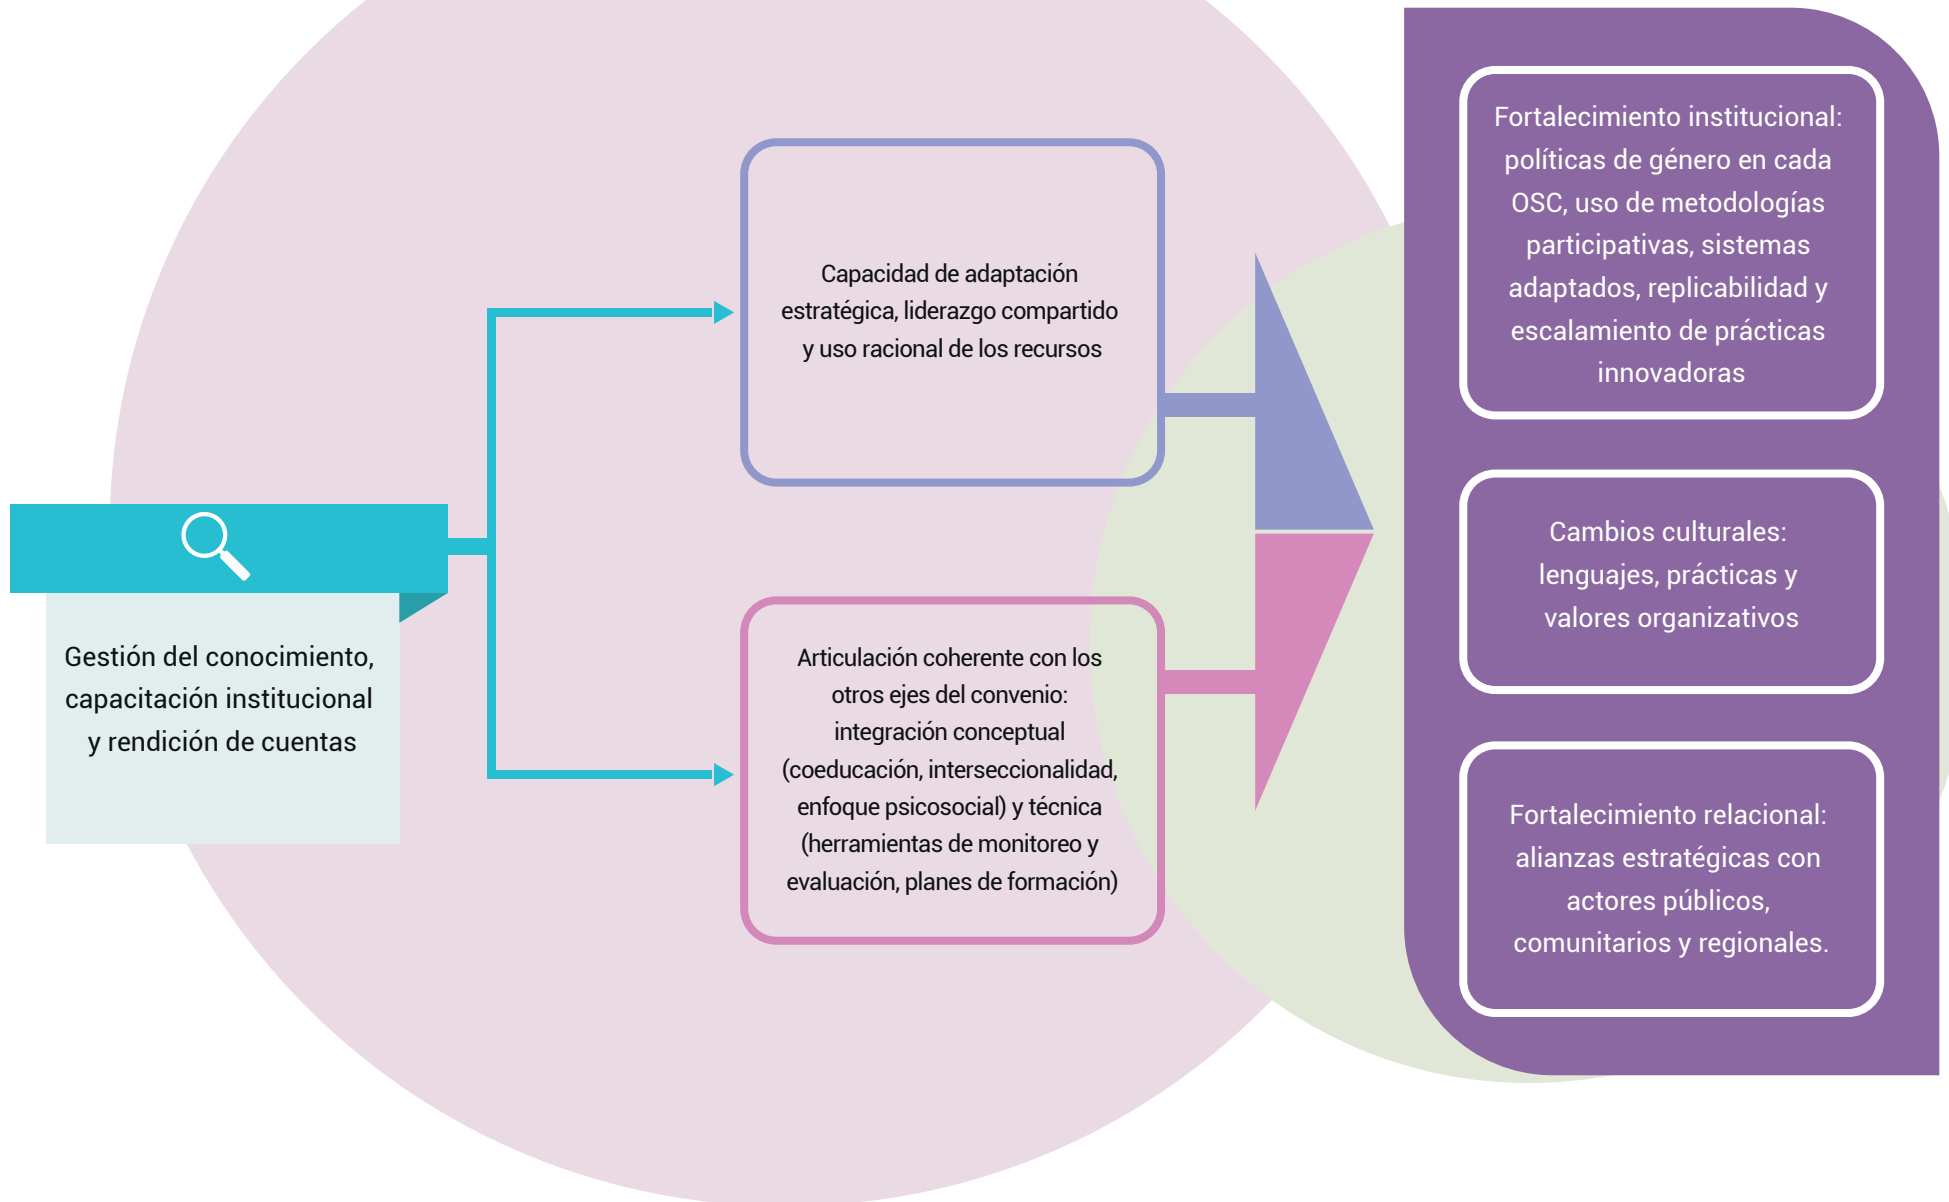 Gestión del conocimiento,
capacitación institucional
y rendición de cuentas
Capacidad de adaptación
estratégica, liderazgo compartido
y uso racional de los recursos
Articulación coherente con los
otros ejes del convenio:
integración conceptual
(coeducación, interseccionalidad,
enfoque psicosocial) y técnica
(herramientas de monitoreo y
evaluación, planes de formación)
Fortalecimiento institucional:
políticas de género en cada
OSC, uso de metodologías
participativas, sistemas
adaptados, replicabilidad y
escalamiento de prácticas
innovadoras
Cambios culturales:
lenguajes, prácticas y
valores organizativos
Fortalecimiento relacional:
alianzas estratégicas con
actores públicos,
comunitarios y regionales.